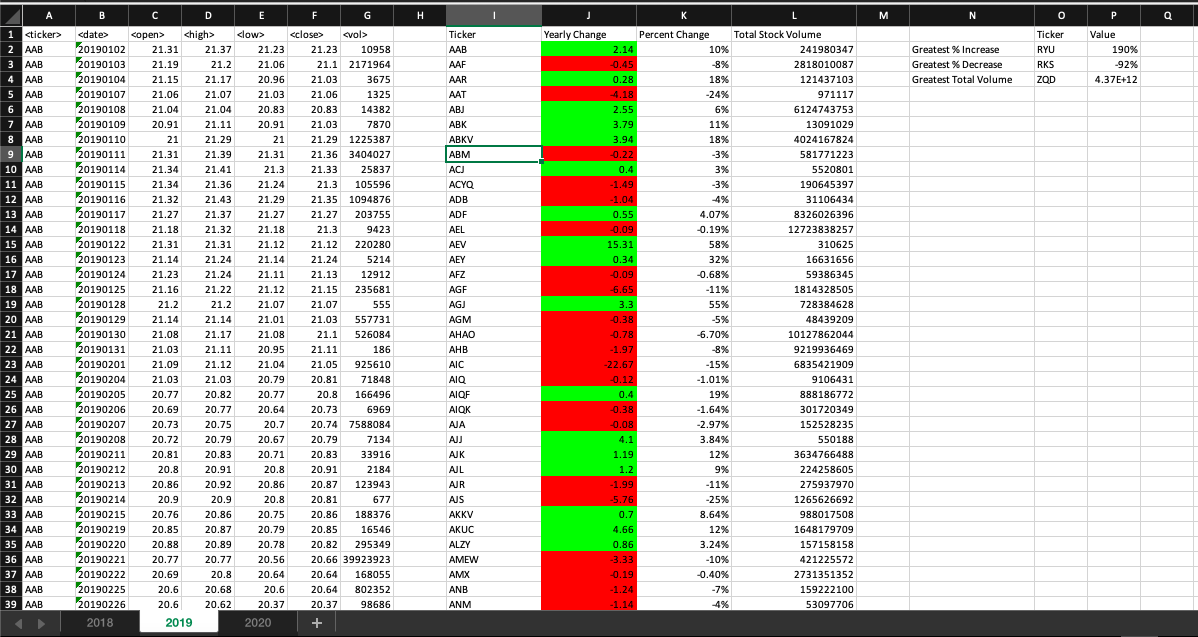 A B C D E F G H I J K L M N O P Q
1 <ticker> <date> <open> <high> <low> <close> <vol> Ticker Yearly Change Percent Change Total Stock Volume Ticker Value
2 AAB 20190102 21.31 21.37 21.23 21.23 10958 AAB 2.14 10% 241980347 Greatest % Increase RYU 190%
3 AAB 20190103 21.19 21.2 21.06 21.1 2171964 AAF -0.45 -8% 2818010087 Greatest % Decrease RKS -92%
4 AAB 20190104 21.15 21.17 20.96 21.03 3675 AAR 0.28 18% 121437103 Greatest Total Volume ZQD 4.37E+12
5 AAB 20190107 21.06 21.07 21.03 21.06 1325 AAT -4.18 -24% 971117
6 AAB 20190108 21.04 21.04 20.83 20.83 14382 ABJ 2.55 6% 6124743753
7 AAB 20190109 20.91 21.11 20.91 21.03 7870 ABK 3.79 11% 13091029
8 AAB 20190110 21 21.29 21 21.29 1225387 ABKV 3.94 18% 4024167824
9 AAB 20190111 21.31 21.39 21.31 21.36 3404027 ABM -0.22 -3% 581771223
10 AAB 20190114 21.34 21.41 21.3 21.33 25837 ACJ 0.4 3% 5520801
11 AAB 20190115 21.34 21.36 21.24 21.3 105596 ACYQ -1.49 -3% 190645397
12 AAB 20190116 21.32 21.43 21.29 21.35 1094876 ADB -1.04 -4% 31106434
13 AAB 20190117 21.27 21.37 21.27 21.27 203755 ADF 0.55 4.07% 8326026396
14 AAB 20190118 21.18 21.32 21.18 21.3 9423 AEL -0.09 -0.19% 12723838257
15 AAB 20190122 21.31 21.31 21.12 21.12 220280 AEV 15.31 58% 310625
16 AAB 20190123 21.14 21.24 21.14 21.24 5214 AEY 0.34 32% 16631656
17 AAB 20190124 21.23 21.24 21.11 21.13 12912 AFZ -0.09 -0.68% 59386345
18 AAB 20190125 21.16 21.22 21.12 21.15 235681 AGF -6.65 -11% 1814328505
19 AAB 20190128 21.2 21.2 21.07 21.07 555 AGJ 3.3 55% 728384628
20 AAB 20190129 21.14 21.14 21.01 21.03 557731 AGM -0.38 -5% 48439209
21 AAB 20190130 21.08 21.17 21.08 21.1 526084 AHAO -0.78 -6.70% 10127862044
22 AAB 20190131 21.03 21.11 20.95 21.11 186 AHB -1.97 -8% 9219936469
23 AAB 20190201 21.09 21.12 21.04 21.05 925610 AIC -22.67 -15% 6835421909
24 AAB 20190204 21.03 21.03 20.79 20.81 71848 AIQ -0.12 -1.01% 9106431
25 AAB 20190205 20.77 20.82 20.77 20.8 166496 AIQF 0.4 19% 888186772
26 AAB 20190206 20.69 20.77 20.64 20.73 6969 AIQK -0.38 -1.64% 301720349
27 AAB 20190207 20.73 20.75 20.7 20.74 7588084 AJA -0.08 -2.97% 152528235
28 AAB 20190208 20.72 20.79 20.67 20.79 7134 AJJ 4.1 3.84% 550188
29 AAB 20190211 20.81 20.83 20.71 20.83 33916 AJK 1.19 12% 3634766488
30 AAB 20190212 20.8 20.91 20.8 20.91 2184 AJL 1.2 9% 224258605
31 AAB 20190213 20.86 20.92 20.86 20.87 123943 AJR -1.99 -11% 275937970
32 AAB 20190214 20.9 20.9 20.8 20.81 677 AJS -5.76 -25% 1265626692
33 AAB 20190215 20.76 20.86 20.75 20.86 188376 AKKV 0.7 8.64% 988017508
34 AAB 20190219 20.85 20.87 20.79 20.85 16546 AKUC 4.66 12% 1648179709
35 AAB 20190220 20.88 20.89 20.78 20.82 295349 ALZY 0.86 3.24% 157158158
36 AAB 20190221 20.77 20.77 20.56 20.66 39923923 AMEW -3.33 -10% 421225572
37 AAB 20190222 20.69 20.8 20.64 20.64 168055 AMX -0.19 -0.40% 2731351352
38 AAB 20190225 20.6 20.68 20.6 20.64 802352 ANB -1.24 -7% 159222100
39 AAB 20190226 20.6 20.62 20.37 20.37 98686 ANM -1.14 -4% 53097706
2018 2019 2020 +